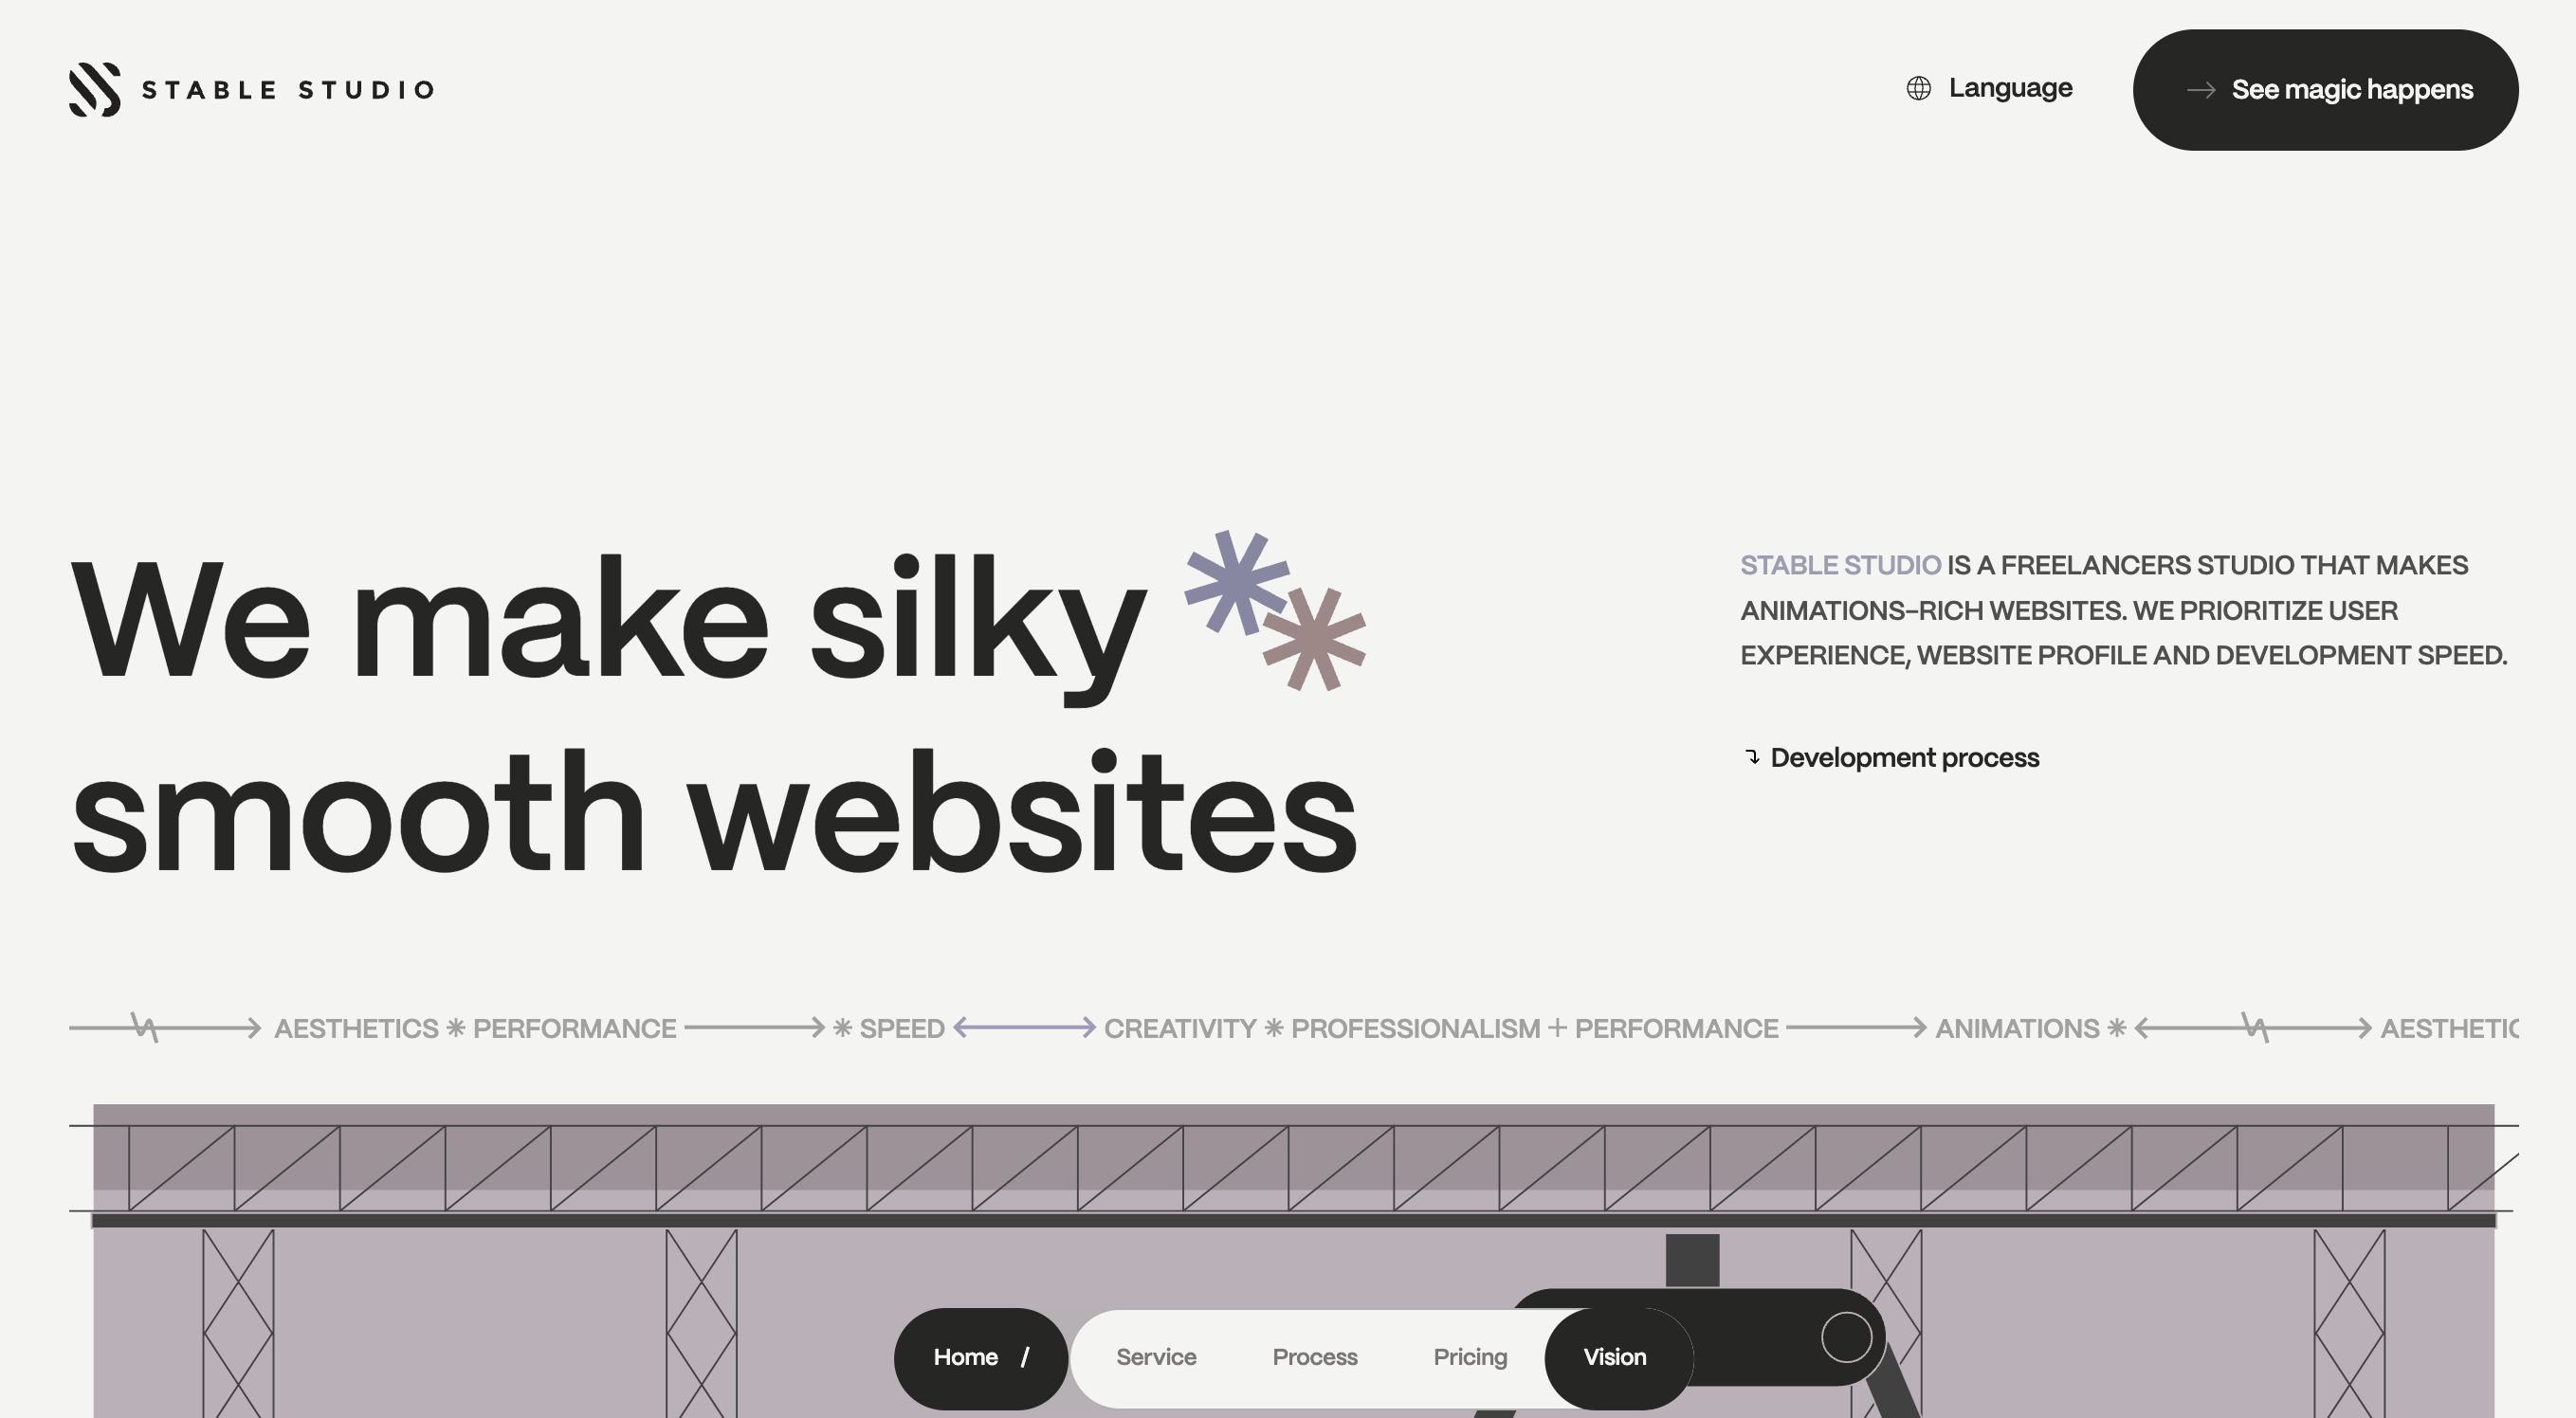 STABLE STUDIO
Language
See magic happens
We make silky
smooth websites
STABLE STUDIO IS A FREELANCERS STUDIO THAT MAKES
ANIMATIONS–RICH WEBSITES. WE PRIORITIZE USER
EXPERIENCE, WEBSITE PROFILE AND DEVELOPMENT SPEED.
Development process
AESTHETICS PERFORMANCE SPEED CREATIVITY PROFESSIONALISM + PERFORMANCE ANIMATIONS AESTHETIC
Home / Service Process Pricing Vision